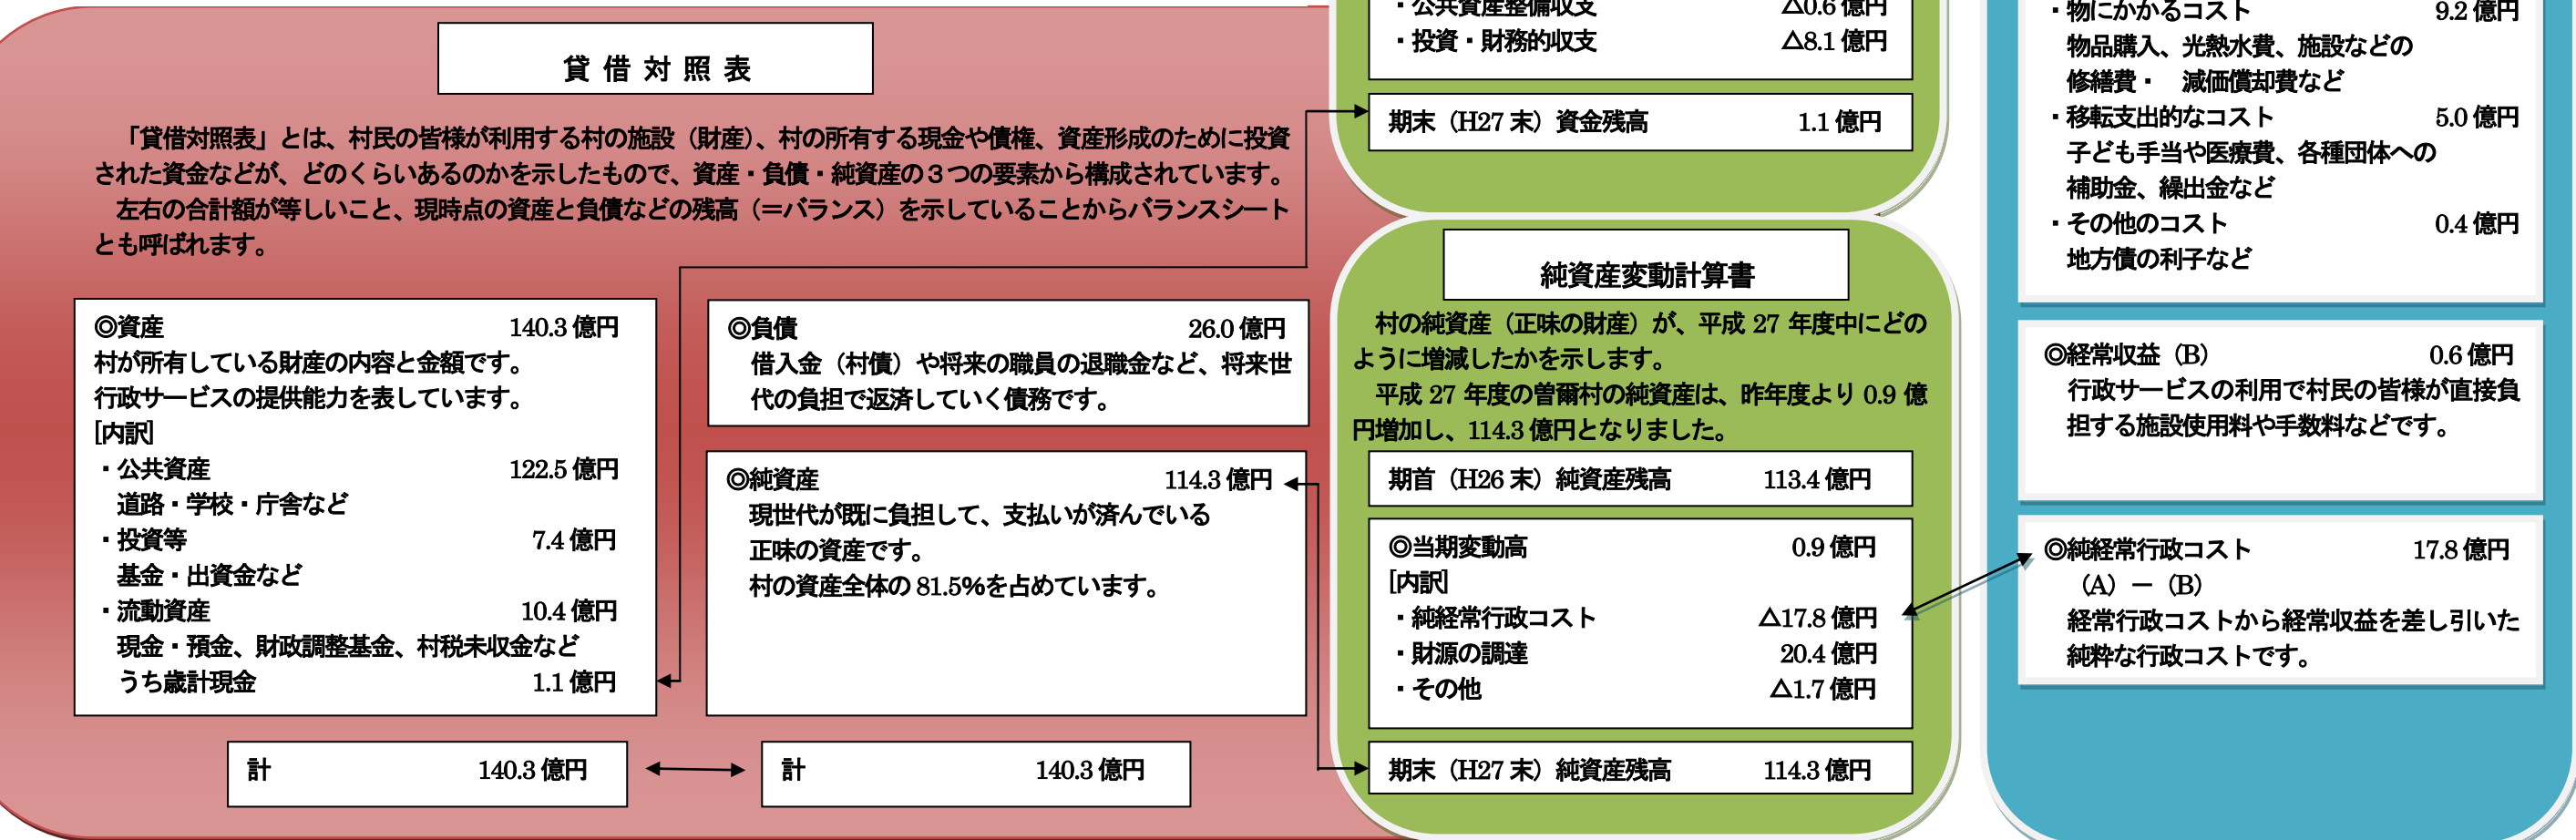 貸 借 対 照 表
「貸借対照表」とは、村民の皆様が利用する村の施設（財産）、村の所有する現金や債権、資産形成のために投資
された資金などが、どのくらいあるのかを示したもので、資産・負債・純資産の３つの要素から構成されています。
左右の合計額が等しいこと、現時点の資産と負債などの残高（＝バランス）を示していることからバランスシート
とも呼ばれます。
◎資産 140.3 億円
村が所有している財産の内容と金額です。
行政サービスの提供能力を表しています。
[内訳]
・公共資産 122.5 億円
道路・学校・庁舎など
・投資等 7.4 億円
基金・出資金など
・流動資産 10.4 億円
現金・預金、財政調整基金、村税未収金など
うち歳計現金 1.1 億円
計 140.3 億円
◎負債 26.0 億円
借入金（村債）や将来の職員の退職金など、将来世
代の負担で返済していく債務です。
◎純資産 114.3 億円
現世代が既に負担して、支払いが済んでいる
正味の資産です。
村の資産全体の 81.5%を占めています。
計 140.3 億円
・公共資産整備収支 △0.6 億円
・投資・財務的収支 △8.1 億円
期末（H27 末）資金残高 1.1 億円
純資産変動計算書
村の純資産（正味の財産）が、平成 27 年度中にどの
ように増減したかを示します。
平成 27 年度の曽爾村の純資産は、昨年度より 0.9 億
円増加し、114.3 億円となりました。
期首（H26 末）純資産残高 113.4 億円
◎当期変動高 0.9 億円
[内訳]
・純経常行政コスト △17.8 億円
・財源の調達 20.4 億円
・その他 △1.7 億円
期末（H27 末）純資産残高 114.3 億円
・物にかかるコスト 9.2 億円
物品購入、光熱水費、施設などの
修繕費・　減価償却費など
・移転支出的なコスト 5.0 億円
子ども手当や医療費、各種団体への
補助金、繰出金など
・その他のコスト 0.4 億円
地方債の利子など
◎経常収益（B） 0.6 億円
行政サービスの利用で村民の皆様が直接負
担する施設使用料や手数料などです。
◎純経常行政コスト 17.8 億円
（A）－（B）
経常行政コストから経常収益を差し引いた
純粋な行政コストです。